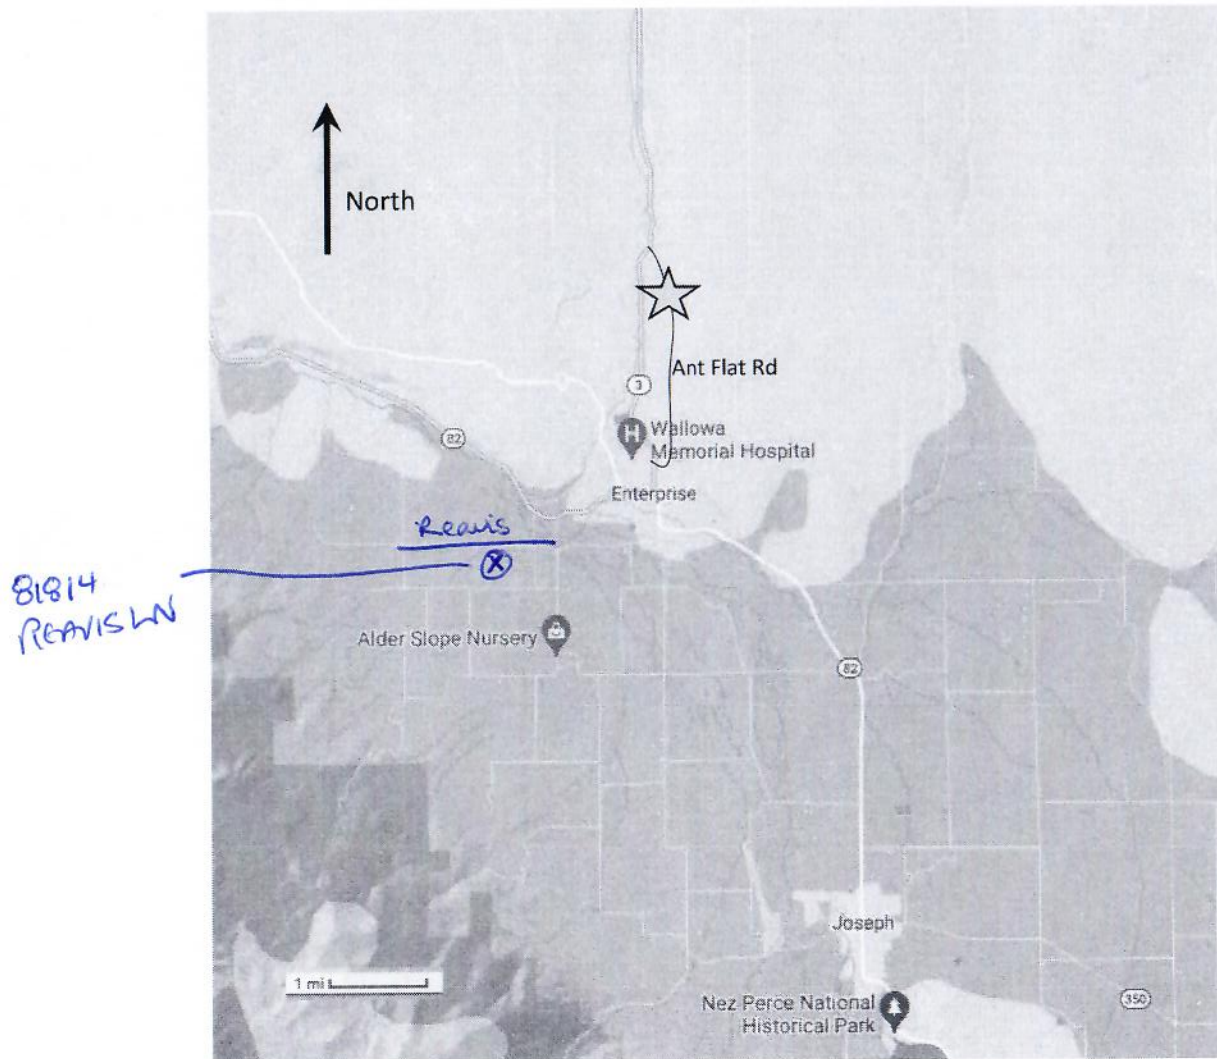 North
Ant Flat Rd
3
H
Wallowa
Memorial Hospital
82
Enterprise
Reavis
X
81814
REAVIS LN
Alder Slope Nursery
82
Joseph
1 mi
Nez Perce National
Historical Park
350